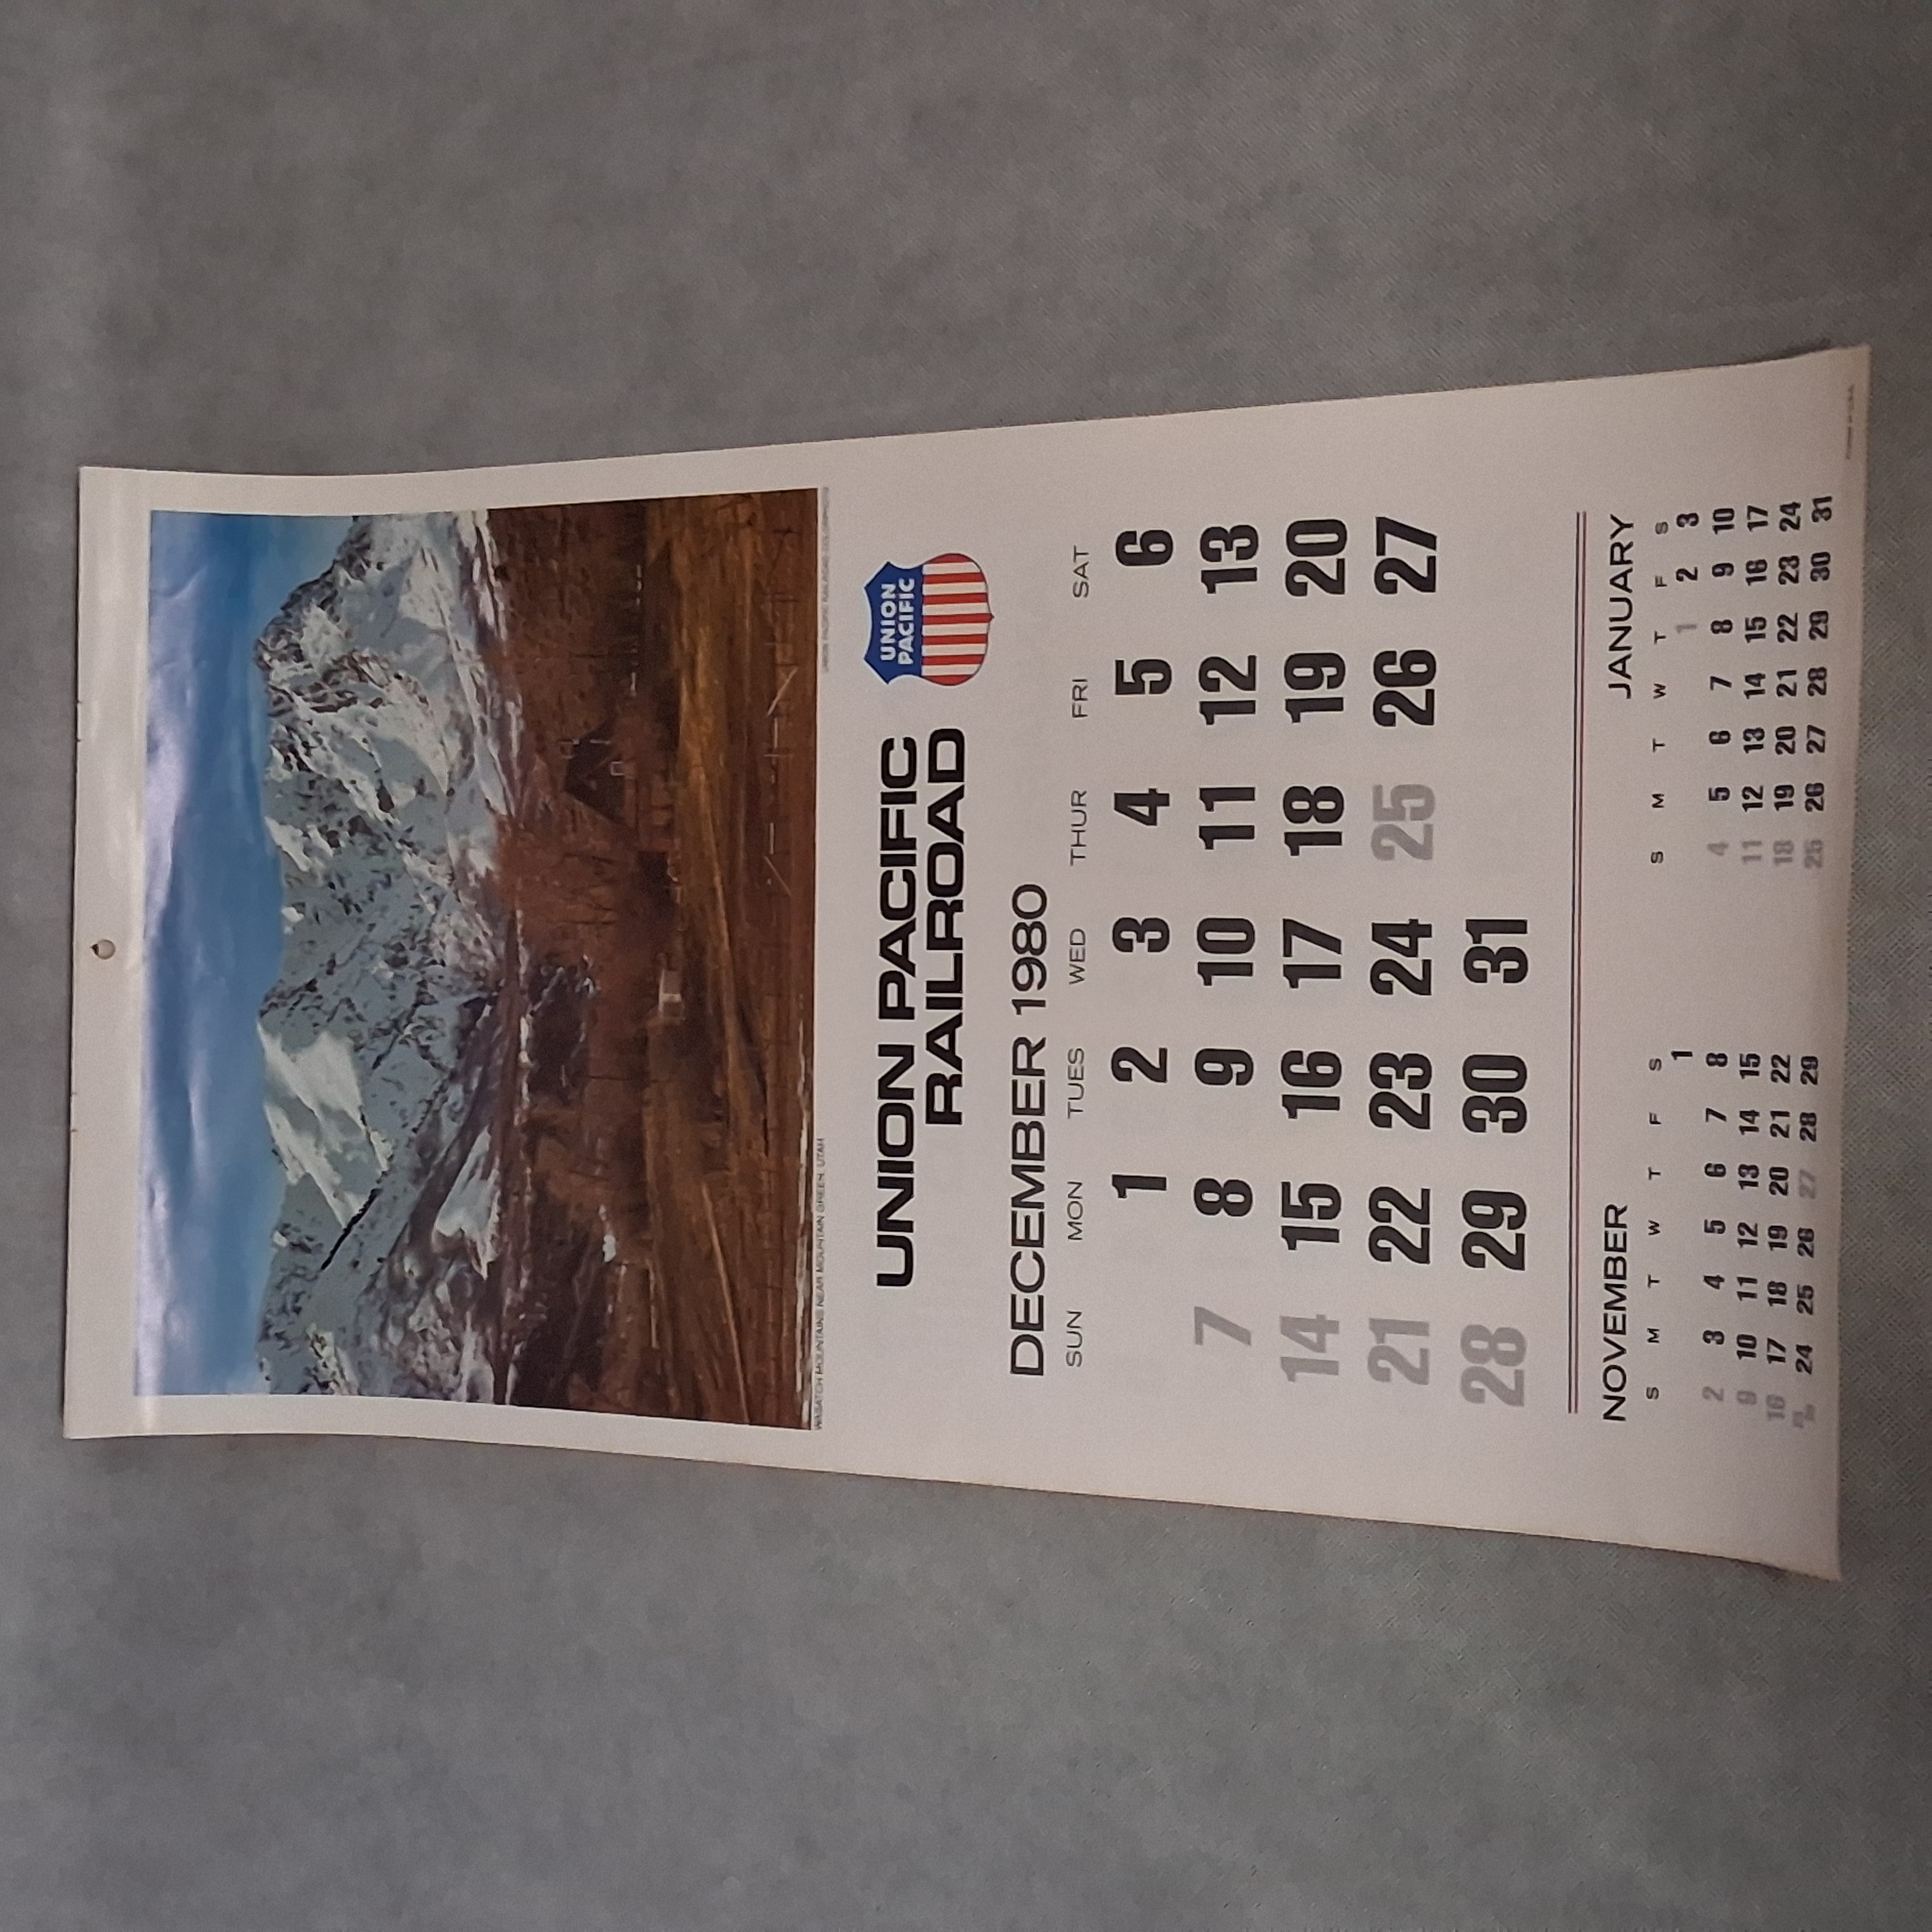 WASATCH MOUNTAINS NEAR MOUNTAIN GREEN, UTAH
UNION PACIFIC RAILROAD
UNION PACIFIC
RAILROAD
UNION
PACIFIC
DECEMBER 1980
SUN MON TUES WED THUR FRI SAT
1 2 3 4 5 6
7 8 9 10 11 12 13
14 15 16 17 18 19 20
21 22 23 24 25 26 27
28 29 30 31
NOVEMBER
S M T W T F S
1
2 3 4 5 6 7 8
9 10 11 12 13 14 15
16 17 18 19 20 21 22
24 25 26 27 28 29
JANUARY
S M T W T F S
1 2 3
4 5 6 7 8 9 10
11 12 13 14 15 16 17
18 19 20 21 22 23 24
25 26 27 28 29 30 31